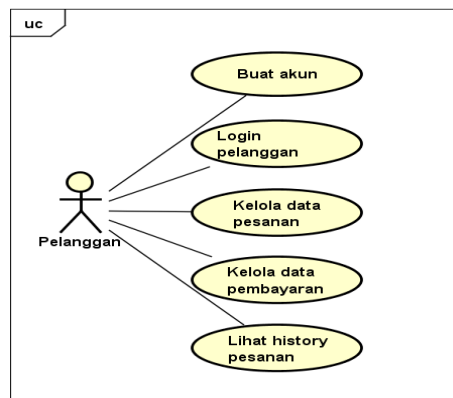 uc
Buat akun
Login
pelanggan
Kelola data
pesanan
Pelanggan
Kelola data
pembayaran
Lihat history
pesanan